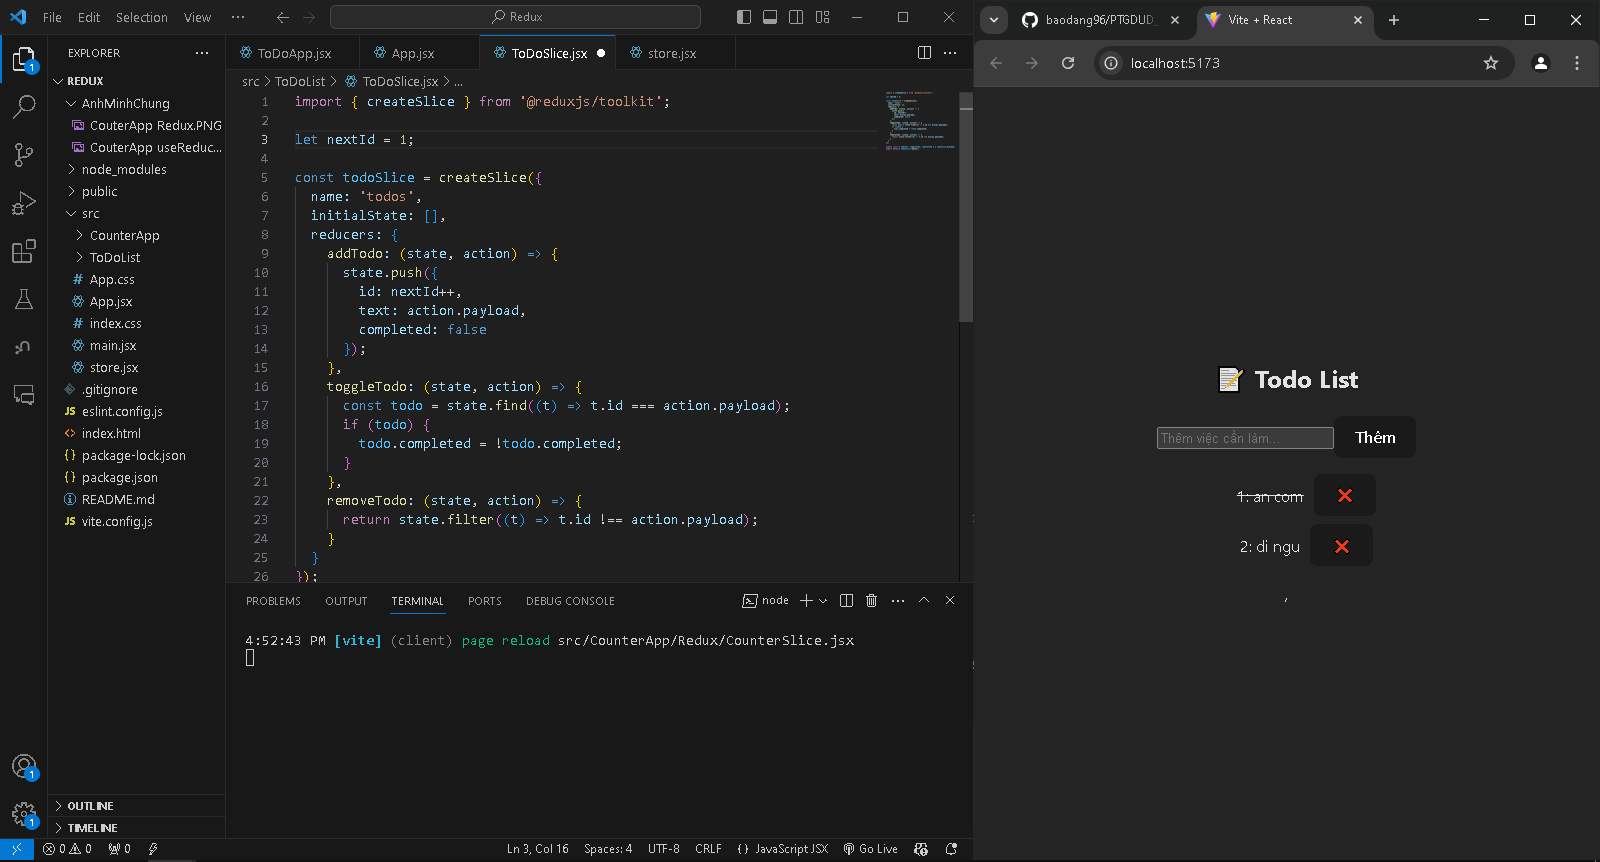 File Edit Selection View ··· Redux
EXPLORER ···
REDUX
AnhMinhChung
CouterApp Redux.PNG
CouterApp useReduc...
node_modules
public
src
CounterApp
ToDoList
# App.css
App.jsx
# index.css
main.jsx
store.jsx
.gitignore
JS eslint.config.js
<> index.html
{} package-lock.json
{} package.json
README.md
JS vite.config.js
OUTLINE
TIMELINE
1
1
1
ToDoApp.jsx App.jsx ToDoSlice.jsx ● store.jsx ···
src > ToDoList > ToDoSlice.jsx > ...
1 import { createSlice } from '@reduxjs/toolkit';
2
3 let nextId = 1;
4
5 const todoSlice = createSlice({
6 name: 'todos',
7 initialState: [],
8 reducers: {
9 addTodo: (state, action) => {
10 state.push({
11 id: nextId++,
12 text: action.payload,
13 completed: false
14 });
15 },
16 toggleTodo: (state, action) => {
17 const todo = state.find((t) => t.id === action.payload);
18 if (todo) {
19 todo.completed = !todo.completed;
20 }
21 },
22 removeTodo: (state, action) => {
23 return state.filter((t) => t.id !== action.payload);
24 }
25 }
26 });
PROBLEMS OUTPUT TERMINAL PORTS DEBUG CONSOLE node ···
4:52:43 PM [vite] (client) page reload src/CounterApp/Redux/CounterSlice.jsx
0 0 0 Ln 3, Col 16 Spaces: 4 UTF-8 CRLF {} JavaScript JSX Go Live
baodang96/PTGDUD_ Vite + React
localhost:5173
📝 Todo List
Thêm việc cần làm... Thêm
1: an com ❌
2: di ngu ❌
,